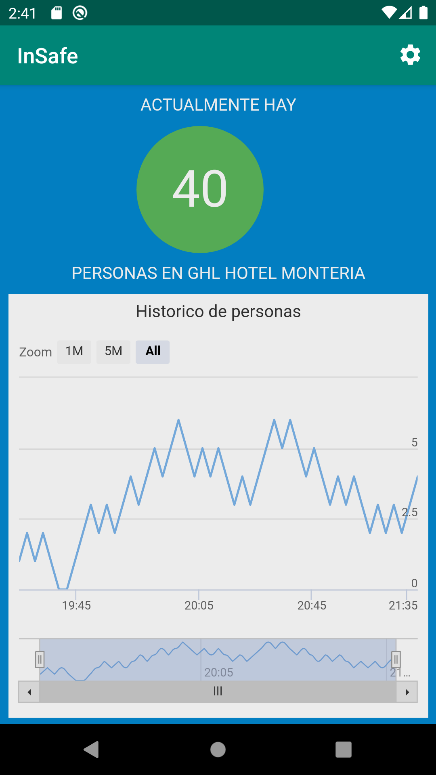 2:41
InSafe
ACTUALMENTE HAY
40
PERSONAS EN GHL HOTEL MONTERIA
Historico de personas
Zoom 1M 5M All
5
2.5
0
19:45 20:05 20:45 21:35
20:05 21…